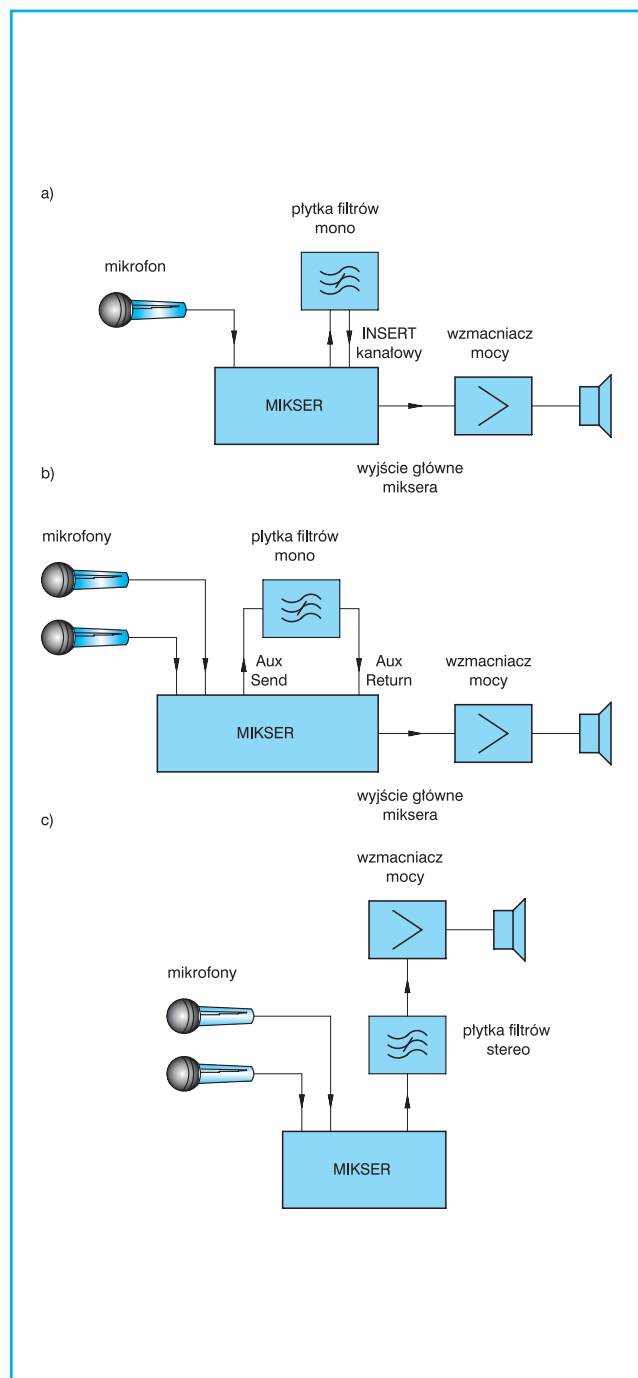 a)
płytka filtrów
mono
mikrofon
INSERT
kanałowy
wzmacniacz
mocy
MIKSER
wyjście główne
miksera
b)
mikrofony
płytka filtrów
mono
Aux
Send
Aux
Return
wzmacniacz
mocy
MIKSER
wyjście główne
miksera
c)
wzmacniacz
mocy
mikrofony
płytka filtrów
stereo
MIKSER